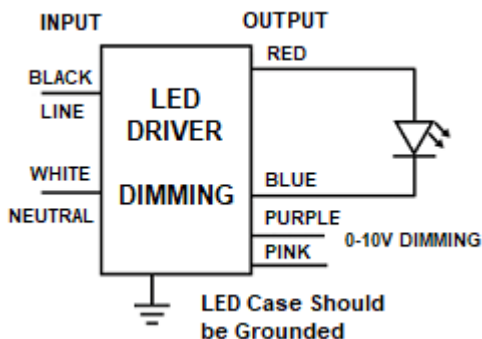 INPUT
OUTPUT
BLACK
LINE
WHITE
NEUTRAL
LED
DRIVER
DIMMING
RED
BLUE
PURPLE
PINK
0-10V DIMMING
LED Case Should
be Grounded